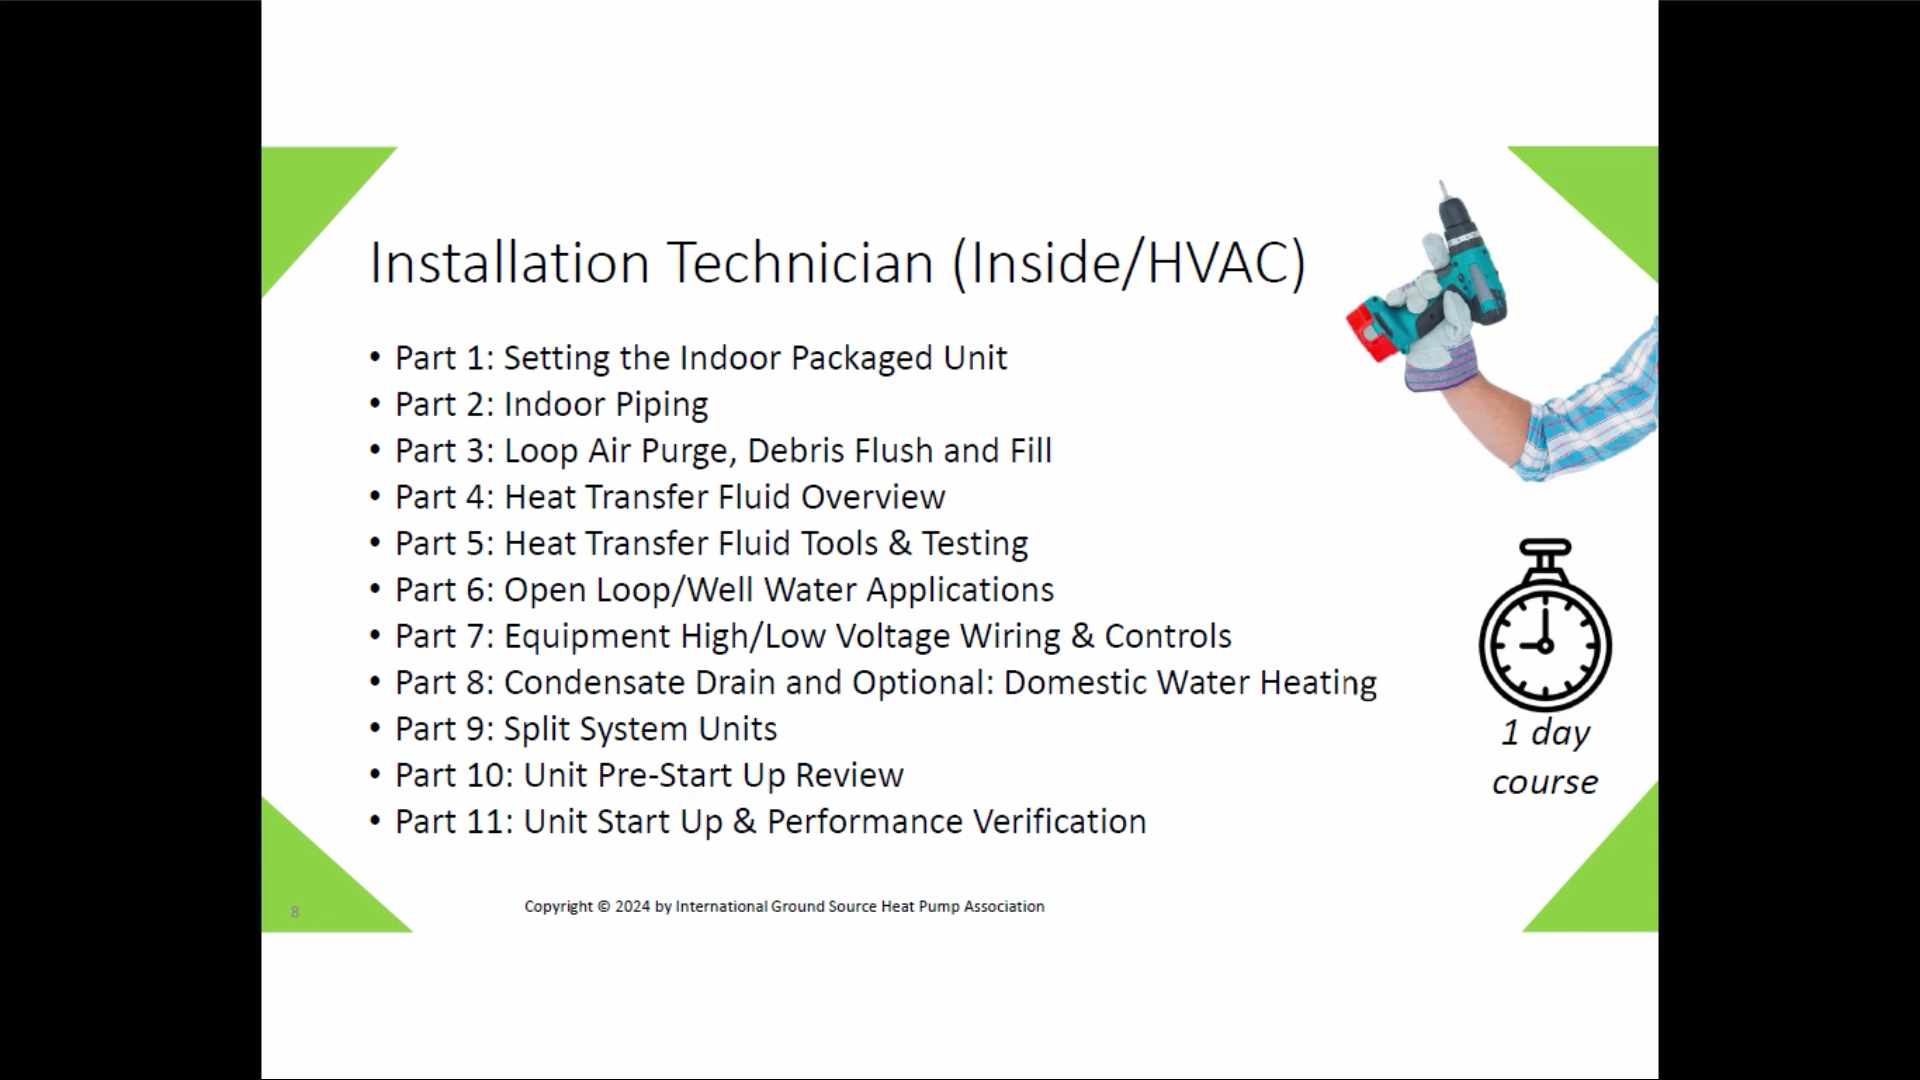 Installation Technician (Inside/HVAC)
• Part 1: Setting the Indoor Packaged Unit
• Part 2: Indoor Piping
• Part 3: Loop Air Purge, Debris Flush and Fill
• Part 4: Heat Transfer Fluid Overview
• Part 5: Heat Transfer Fluid Tools & Testing
• Part 6: Open Loop/Well Water Applications
• Part 7: Equipment High/Low Voltage Wiring & Controls
• Part 8: Condensate Drain and Optional: Domestic Water Heating
• Part 9: Split System Units
• Part 10: Unit Pre-Start Up Review
• Part 11: Unit Start Up & Performance Verification
1 day
course
8
Copyright © 2024 by International Ground Source Heat Pump Association